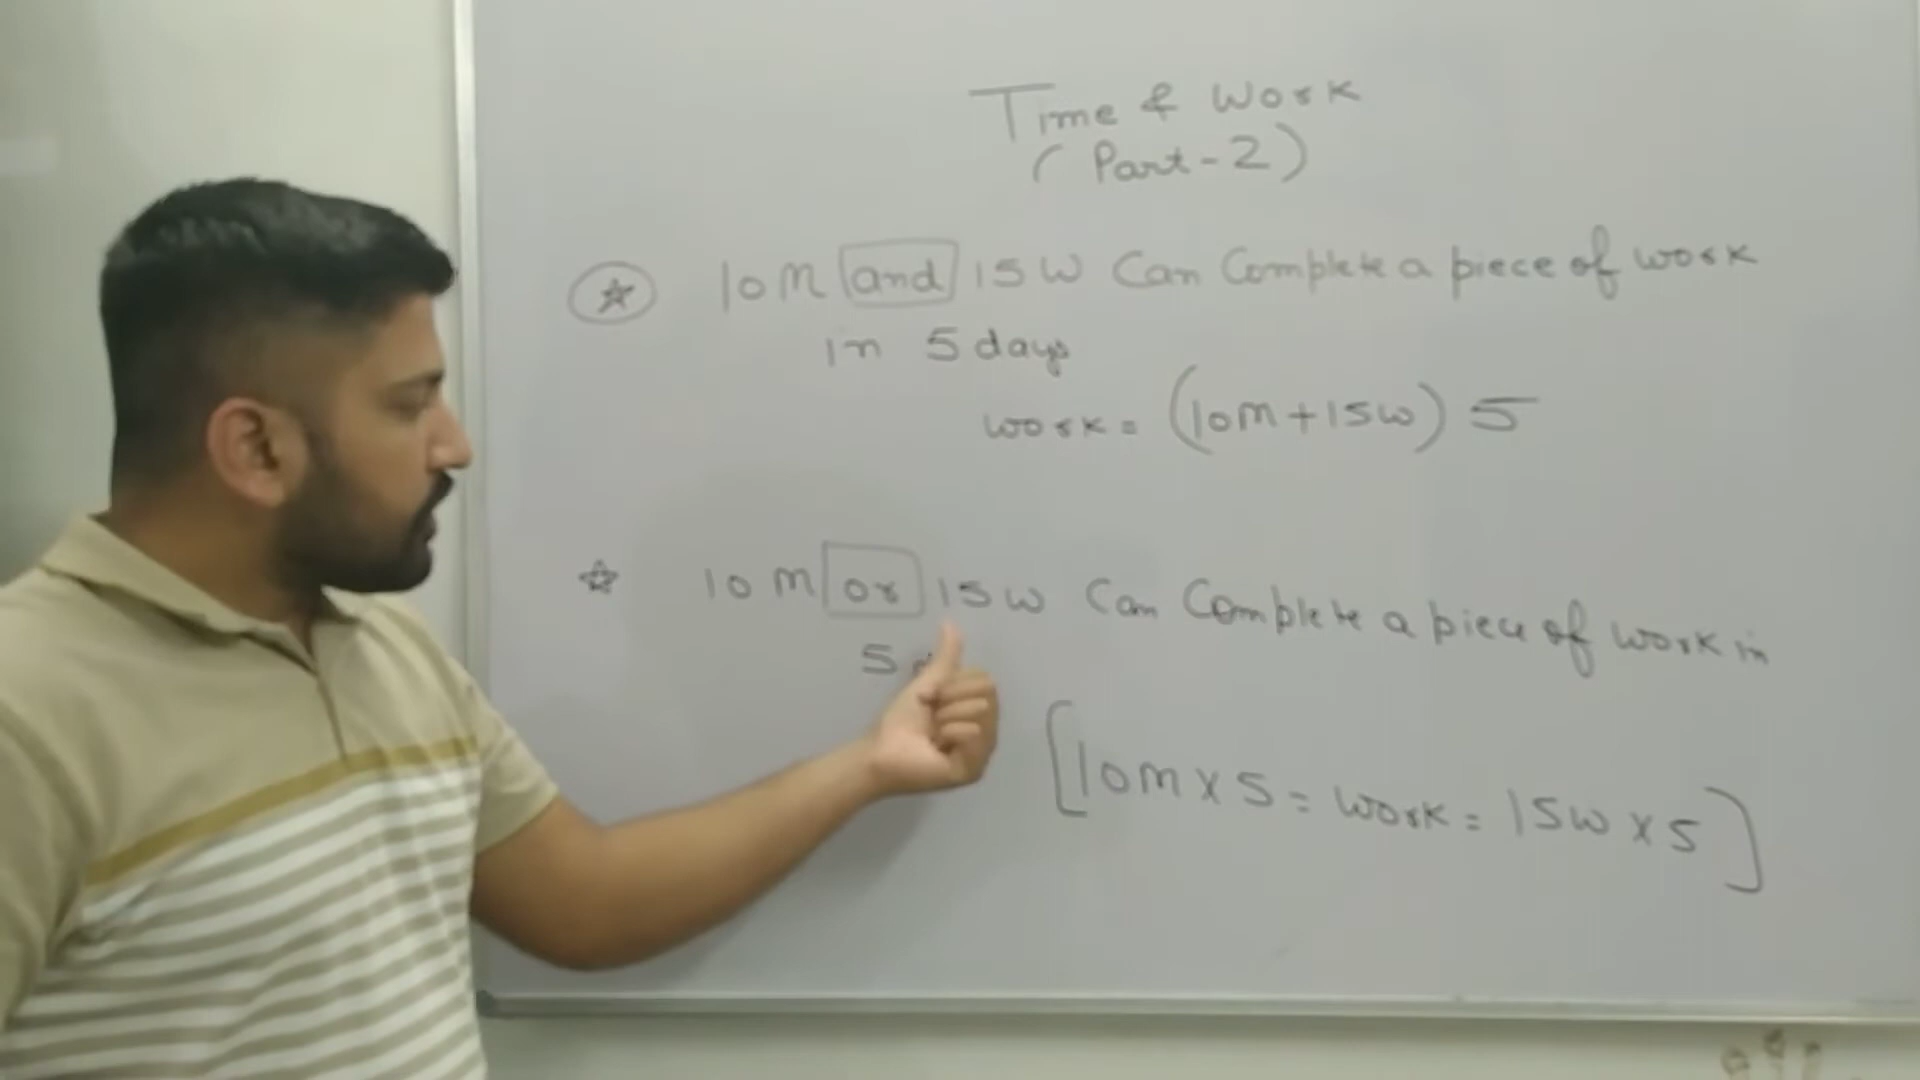 Time & Work
(Part-2)
10M and 15W Can Complete a piece of work
in 5 days
work = (10M+15W) 5
10 M or 15W Can Complete a piece of work in
5
[10M x 5 = work = 15W x 5]